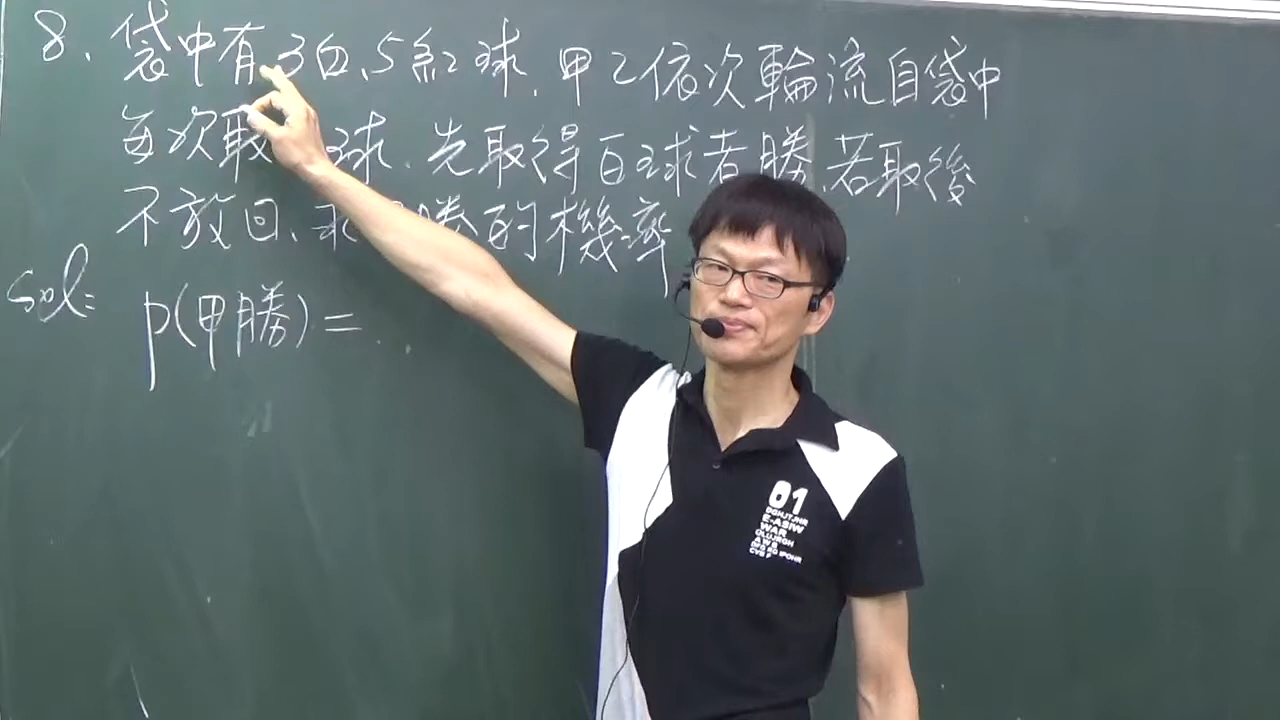 8. 袋中有3白、5紅球.甲乙依次輪流自袋中
每次取 球.先取得白球者勝.若取後
不放回、求 勝的機率
sol: P(甲勝)=
01
E-ASIW
WAR